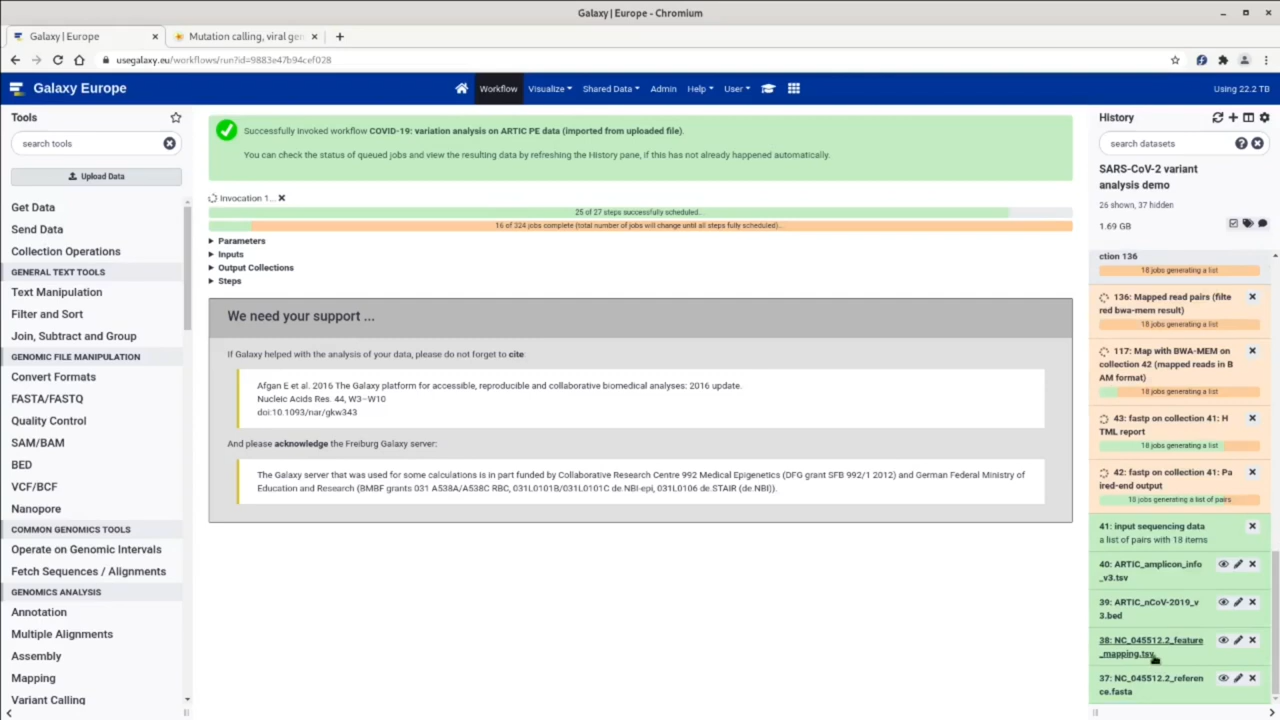 Galaxy | Europe - Chromium
Galaxy | Europe
Mutation calling, viral gen
usegalaxy.eu/workflows/run?id=9883e47b94cef028
Galaxy Europe
Workflow
Visualize
Shared Data
Admin
Help
User
Using 22.2 TB
Tools
search tools
Upload Data
Get Data
Send Data
Collection Operations
GENERAL TEXT TOOLS
Text Manipulation
Filter and Sort
Join, Subtract and Group
GENOMIC FILE MANIPULATION
Convert Formats
FASTA/FASTQ
Quality Control
SAM/BAM
BED
VCF/BCF
Nanopore
COMMON GENOMICS TOOLS
Operate on Genomic Intervals
Fetch Sequences / Alignments
GENOMICS ANALYSIS
Annotation
Multiple Alignments
Assembly
Mapping
Variant Calling
Successfully invoked workflow COVID-19: variation analysis on ARTIC PE data (imported from uploaded file).
You can check the status of queued jobs and view the resulting data by refreshing the History pane, if this has not already happened automatically.
Invocation 1...
25 of 27 steps successfully scheduled...
16 of 324 jobs complete (total number of jobs will change until all steps fully scheduled)...
Parameters
Inputs
Output Collections
Steps
We need your support ...
If Galaxy helped with the analysis of your data, please do not forget to cite:
Afgan E et al. 2016 The Galaxy platform for accessible, reproducible and collaborative biomedical analyses: 2016 update.
Nucleic Acids Res. 44, W3–W10
doi:10.1093/nar/gkw343
And please acknowledge the Freiburg Galaxy server:
The Galaxy server that was used for some calculations is in part funded by Collaborative Research Centre 992 Medical Epigenetics (DFG grant SFB 992/1 2012) and German Federal Ministry of
Education and Research (BMBF grants 031 A538A/A538C RBC, 031L0101B/031L0101C de.NBI-epi, 031L0106 de.STAIR (de.NBI)).
History
search datasets
SARS-CoV-2 variant
analysis demo
26 shown, 37 hidden
1.69 GB
ction 136
18 jobs generating a list
136: Mapped read pairs (filte
red bwa-mem result)
18 jobs generating a list
117: Map with BWA-MEM on
collection 42 (mapped reads in B
AM format)
18 jobs generating a list
43: fastp on collection 41: H
TML report
18 jobs generating a list
42: fastp on collection 41: Pa
ired-end output
18 jobs generating a list of pairs
41: input sequencing data
a list of pairs with 18 items
40: ARTIC_amplicon_info
_v3.tsv
39: ARTIC_nCoV-2019_v
3.bed
38: NC_045512.2_feature
_mapping.tsv
37: NC_045512.2_referen
ce.fasta